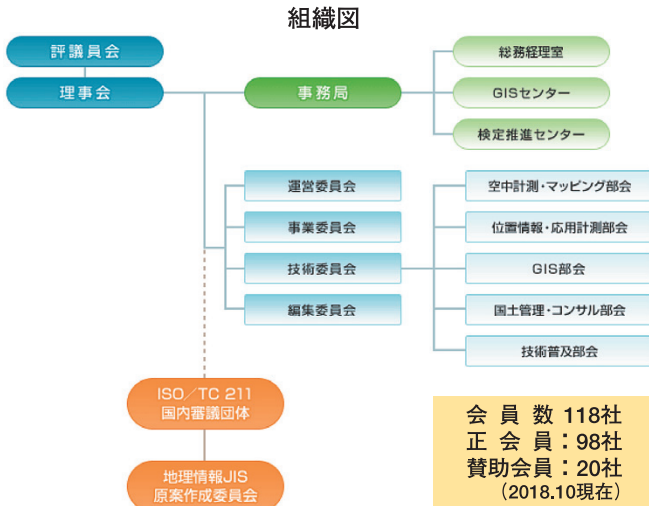 組織図
評議員会
理事会
事務局
総務経理室
GISセンター
検定推進センター
運営委員会
事業委員会
技術委員会
編集委員会
空中計測・マッピング部会
位置情報・応用計測部会
GIS部会
国土管理・コンサル部会
技術普及部会
ISO/TC 211
国内審議団体
地理情報JIS
原案作成委員会
会員数 118社
正会員:98社
賛助会員:20社
(2018.10現在)